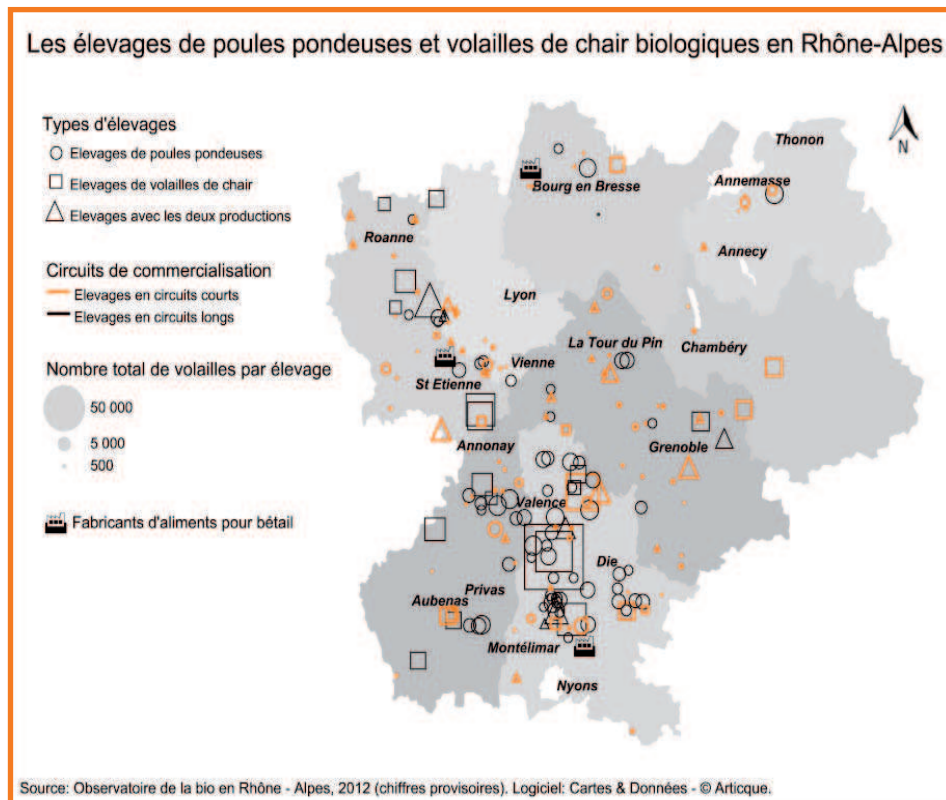 Les élevages de poules pondeuses et volailles de chair biologiques en Rhône-Alpes
Types d'élevages
Elevages de poules pondeuses
Elevages de volailles de chair
Elevages avec les deux productions
Circuits de commercialisation
Elevages en circuits courts
Elevages en circuits longs
Nombre total de volailles par élevage
50 000
5 000
500
Fabricants d'aliments pour bétail
N
Thonon
Bourg en Bresse
Annemasse
Roanne
Annecy
Lyon
La Tour du Pin
Chambéry
Vienne
St Etienne
Annonay
Grenoble
Valence
Die
Privas
Aubenas
Montélimar
Nyons
Source: Observatoire de la bio en Rhône - Alpes, 2012 (chiffres provisoires). Logiciel: Cartes & Données - © Articque.